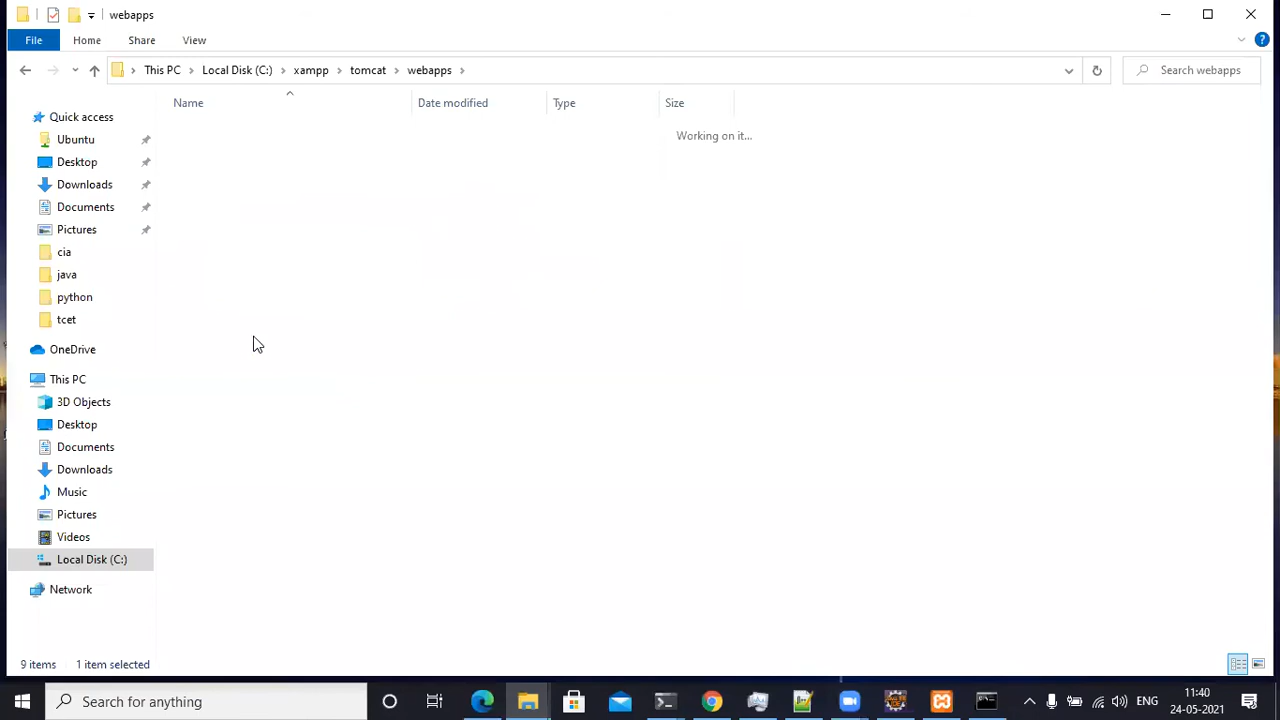 webapps
File Home Share View
This PC Local Disk (C:) xampp tomcat webapps Search webapps
Name Date modified Type Size
Working on it...
Quick access
Ubuntu
Desktop
Downloads
Documents
Pictures
cia
java
python
tcet
OneDrive
This PC
3D Objects
Desktop
Documents
Downloads
Music
Pictures
Videos
Local Disk (C:)
Network
9 items 1 item selected
Search for anything
ENG
11:40
24-05-2021